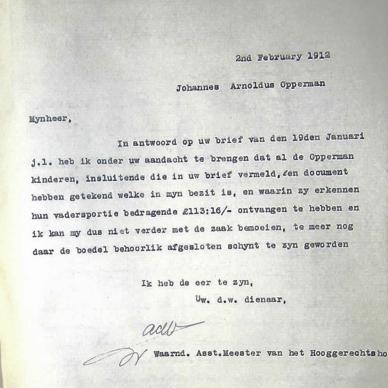 2nd February 1912
Johannes Arnoldus Opperman
Mynheer,
In antwoord op uw brief van den 19den Januari
j.l. heb ik onder uw aandacht te brengen dat al de Opperman
kinderen, insluitende die in uw brief vermeld, een document
hebben getekend welke in myn bezit is, en waarin zy erkennen
hun vadersportie bedragende £113:16/- ontvangen te hebben en
ik kan my dus niet verder met de zaak bemoeien, te meer nog
daar de boedel behoorlik afgesloten schynt te zyn geworden
Ik heb de eer te zyn,
Uw. d.w. dienaar,
Waarnd. Asst.Meester van het Hooggerechtsho